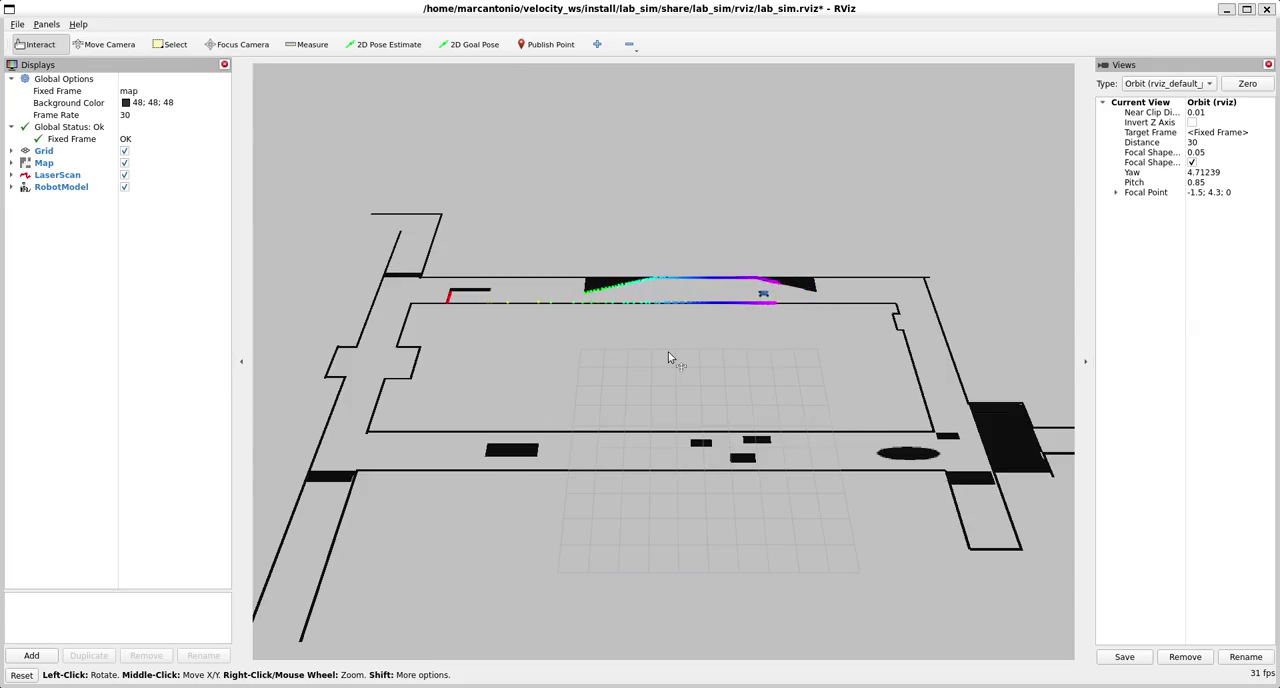 /home/marcantonio/velocity_ws/install/lab_sim/share/lab_sim/rviz/lab_sim.rviz* - RViz
File Panels Help
Interact Move Camera Select Focus Camera Measure 2D Pose Estimate 2D Goal Pose Publish Point
Displays
Global Options
Fixed Frame map
Background Color 48; 48; 48
Frame Rate 30
Global Status: Ok
Fixed Frame OK
Grid
Map
LaserScan
RobotModel
Add Duplicate Remove Rename
Views
Type: Orbit (rviz_default_ Zero
Current View Orbit (rviz)
Near Clip Di... 0.01
Invert Z Axis
Target Frame <Fixed Frame>
Distance 30
Focal Shape... 0.05
Focal Shape...
Yaw 4.71239
Pitch 0.85
Focal Point -1.5; 4.3; 0
Save Remove Rename
Reset Left-Click: Rotate. Middle-Click: Move X/Y. Right-Click/Mouse Wheel: Zoom. Shift: More options. 31 fps